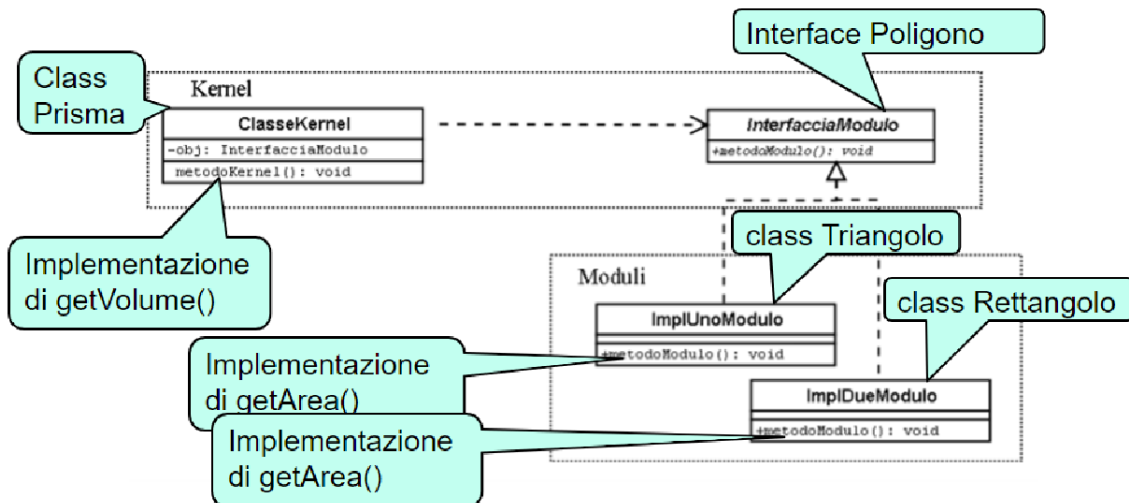 Interface Poligono
Class
Prisma
Kernel
ClasseKernel
-obj: InterfacciaModulo
metodoKernel(): void
InterfacciaModulo
+metodoModulo(): void
Implementazione
di getVolume()
class Triangolo
Moduli
class Rettangolo
ImplUnoModulo
+metodoModulo(): void
Implementazione
di getArea()
ImplDueModulo
+metodoModulo(): void
Implementazione
di getArea()